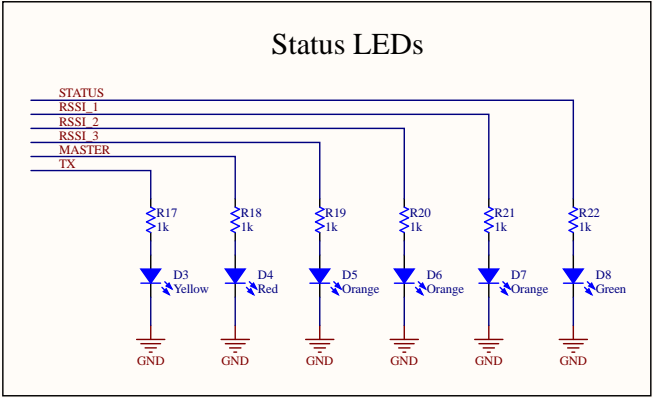 Status LEDs
STATUS
RSSI_1
RSSI_2
RSSI_3
MASTER
TX
R17 R18 R19 R20 R21 R22
1k 1k 1k 1k 1k 1k
D3 D4 D5 D6 D7 D8
Yellow Red Orange Orange Orange Green
GND GND GND GND GND GND